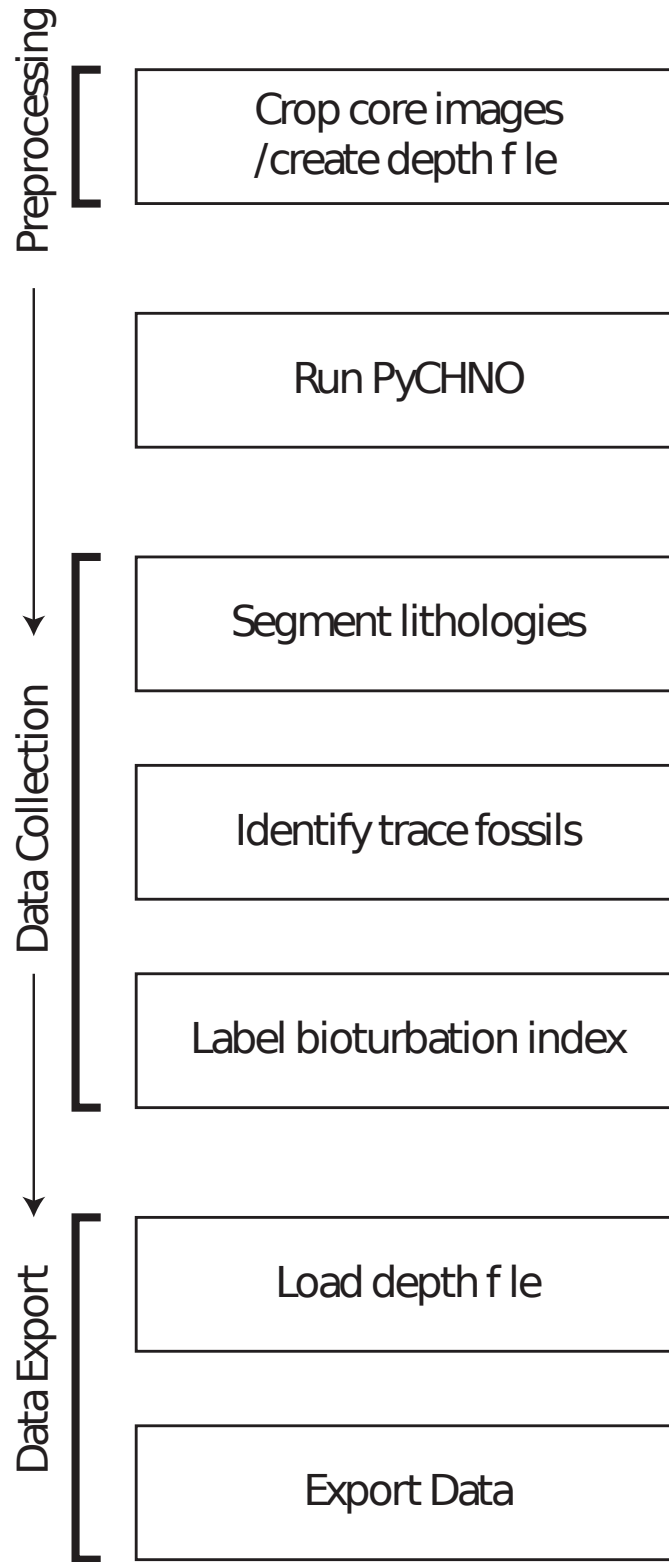 Preprocessing
Crop core images
/create depth f le
Run PyCHNO
Data Collection
Segment lithologies
Identify trace fossils
Label bioturbation index
Data Export
Load depth f le
Export Data